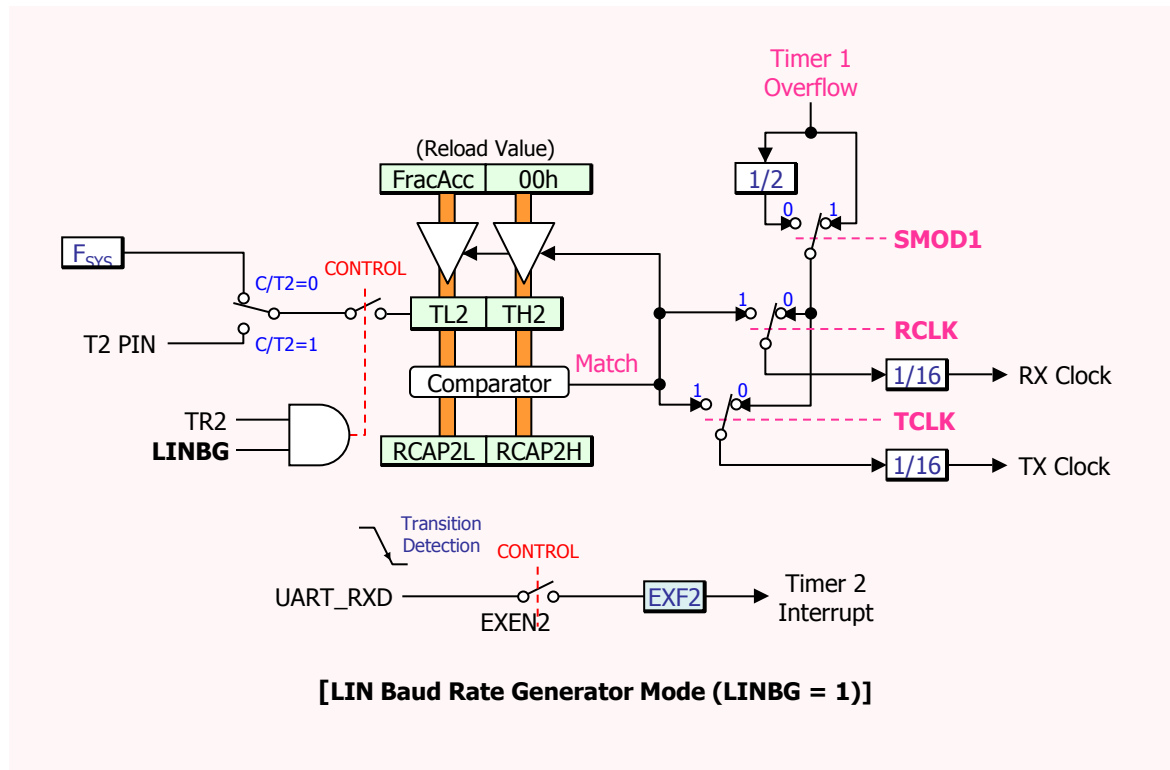 Timer 1
Overflow
(Reload Value)
FracAcc 00h
1/2
0 1
SMOD1
F_SYS
C/T2=0
CONTROL
TL2 TH2
1 0
RCLK
T2 PIN
C/T2=1
Match
Comparator
1/16
RX Clock
1 0
TCLK
TR2
LINBG
RCAP2L RCAP2H
1/16
TX Clock
Transition
Detection
CONTROL
UART_RXD
EXEN2
EXF2
Timer 2
Interrupt
[LIN Baud Rate Generator Mode (LINBG = 1)]